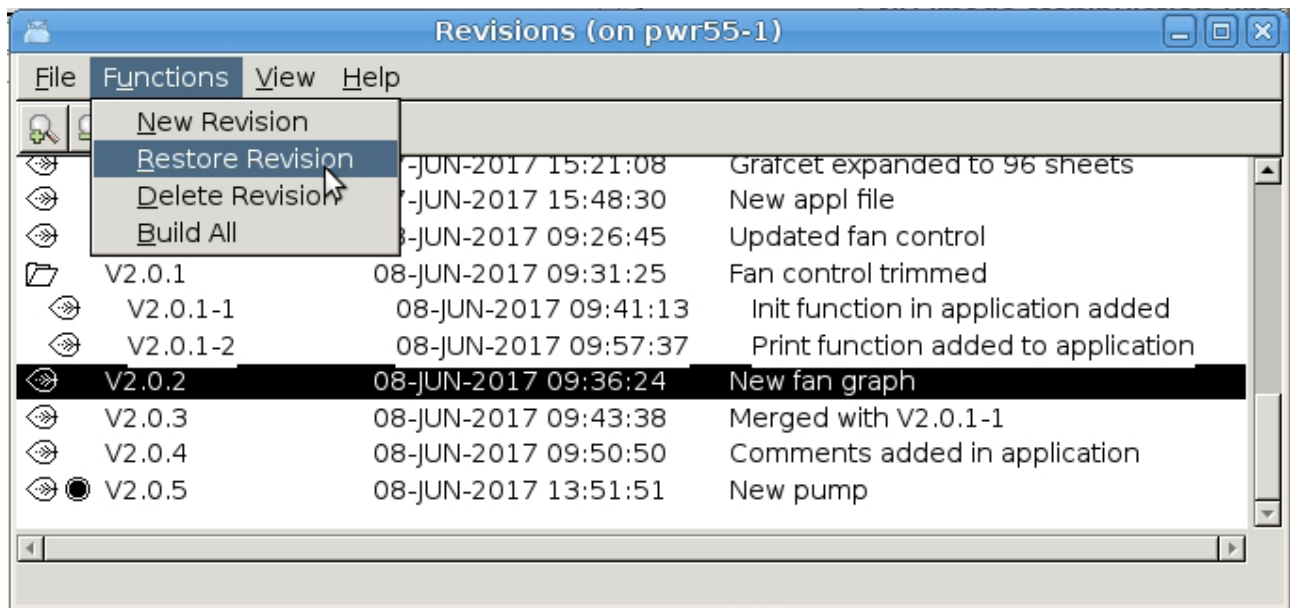 Revisions (on pwr55-1)
File Functions View Help
New Revision
Restore Revision
Delete Revision
Build All
-JUN-2017 15:21:08 Grafcet expanded to 96 sheets
-JUN-2017 15:48:30 New appl file
-JUN-2017 09:26:45 Updated fan control
V2.0.1 08-JUN-2017 09:31:25 Fan control trimmed
V2.0.1-1 08-JUN-2017 09:41:13 Init function in application added
V2.0.1-2 08-JUN-2017 09:57:37 Print function added to application
V2.0.2 08-JUN-2017 09:36:24 New fan graph
V2.0.3 08-JUN-2017 09:43:38 Merged with V2.0.1-1
V2.0.4 08-JUN-2017 09:50:50 Comments added in application
V2.0.5 08-JUN-2017 13:51:51 New pump